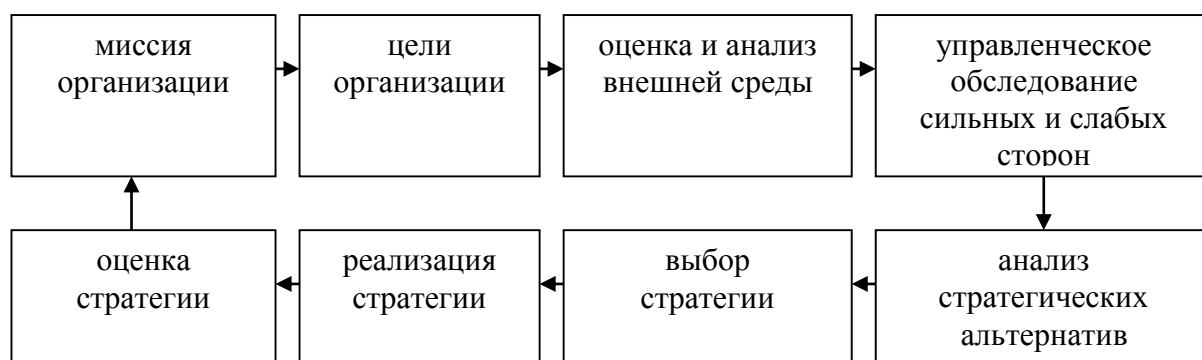 миссия
организации
цели
организации
оценка и анализ
внешней среды
управленческое
обследование
сильных и слабых
сторон
оценка
стратегии
реализация
стратегии
выбор
стратегии
анализ
стратегических
альтернатив